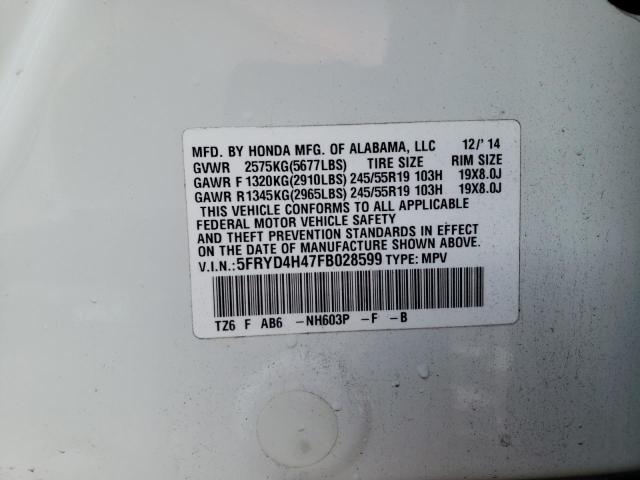 MFD. BY HONDA MFG. OF ALABAMA, LLC 12/'14
GVWR 2575KG(5677LBS) TIRE SIZE RIM SIZE
GAWR F1320KG(2910LBS) 245/55R19 103H 19X8.0J
GAWR R1345KG(2965LBS) 245/55R19 103H 19X8.0J
THIS VEHICLE CONFORMS TO ALL APPLICABLE
FEDERAL MOTOR VEHICLE SAFETY
AND THEFT PREVENTION STANDARDS IN EFFECT
ON THE DATE OF MANUFACTURE SHOWN ABOVE.
V.I.N.:5FRYD4H47FB028599 TYPE: MPV
TZ6 F AB6 -NH603P -F -B